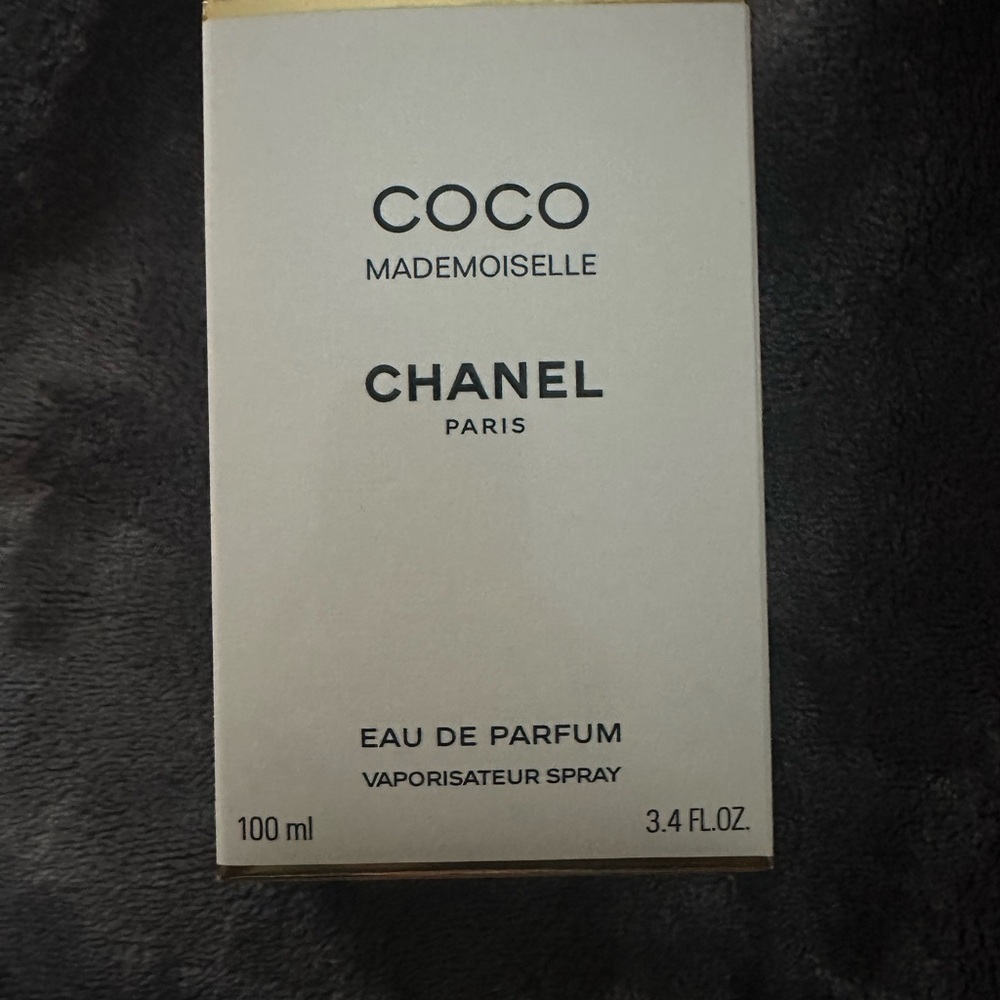 COCO
MADEMOISELLE
CHANEL
PARIS
EAU DE PARFUM
VAPORISATEUR SPRAY
100 ml 3.4 FL.OZ.